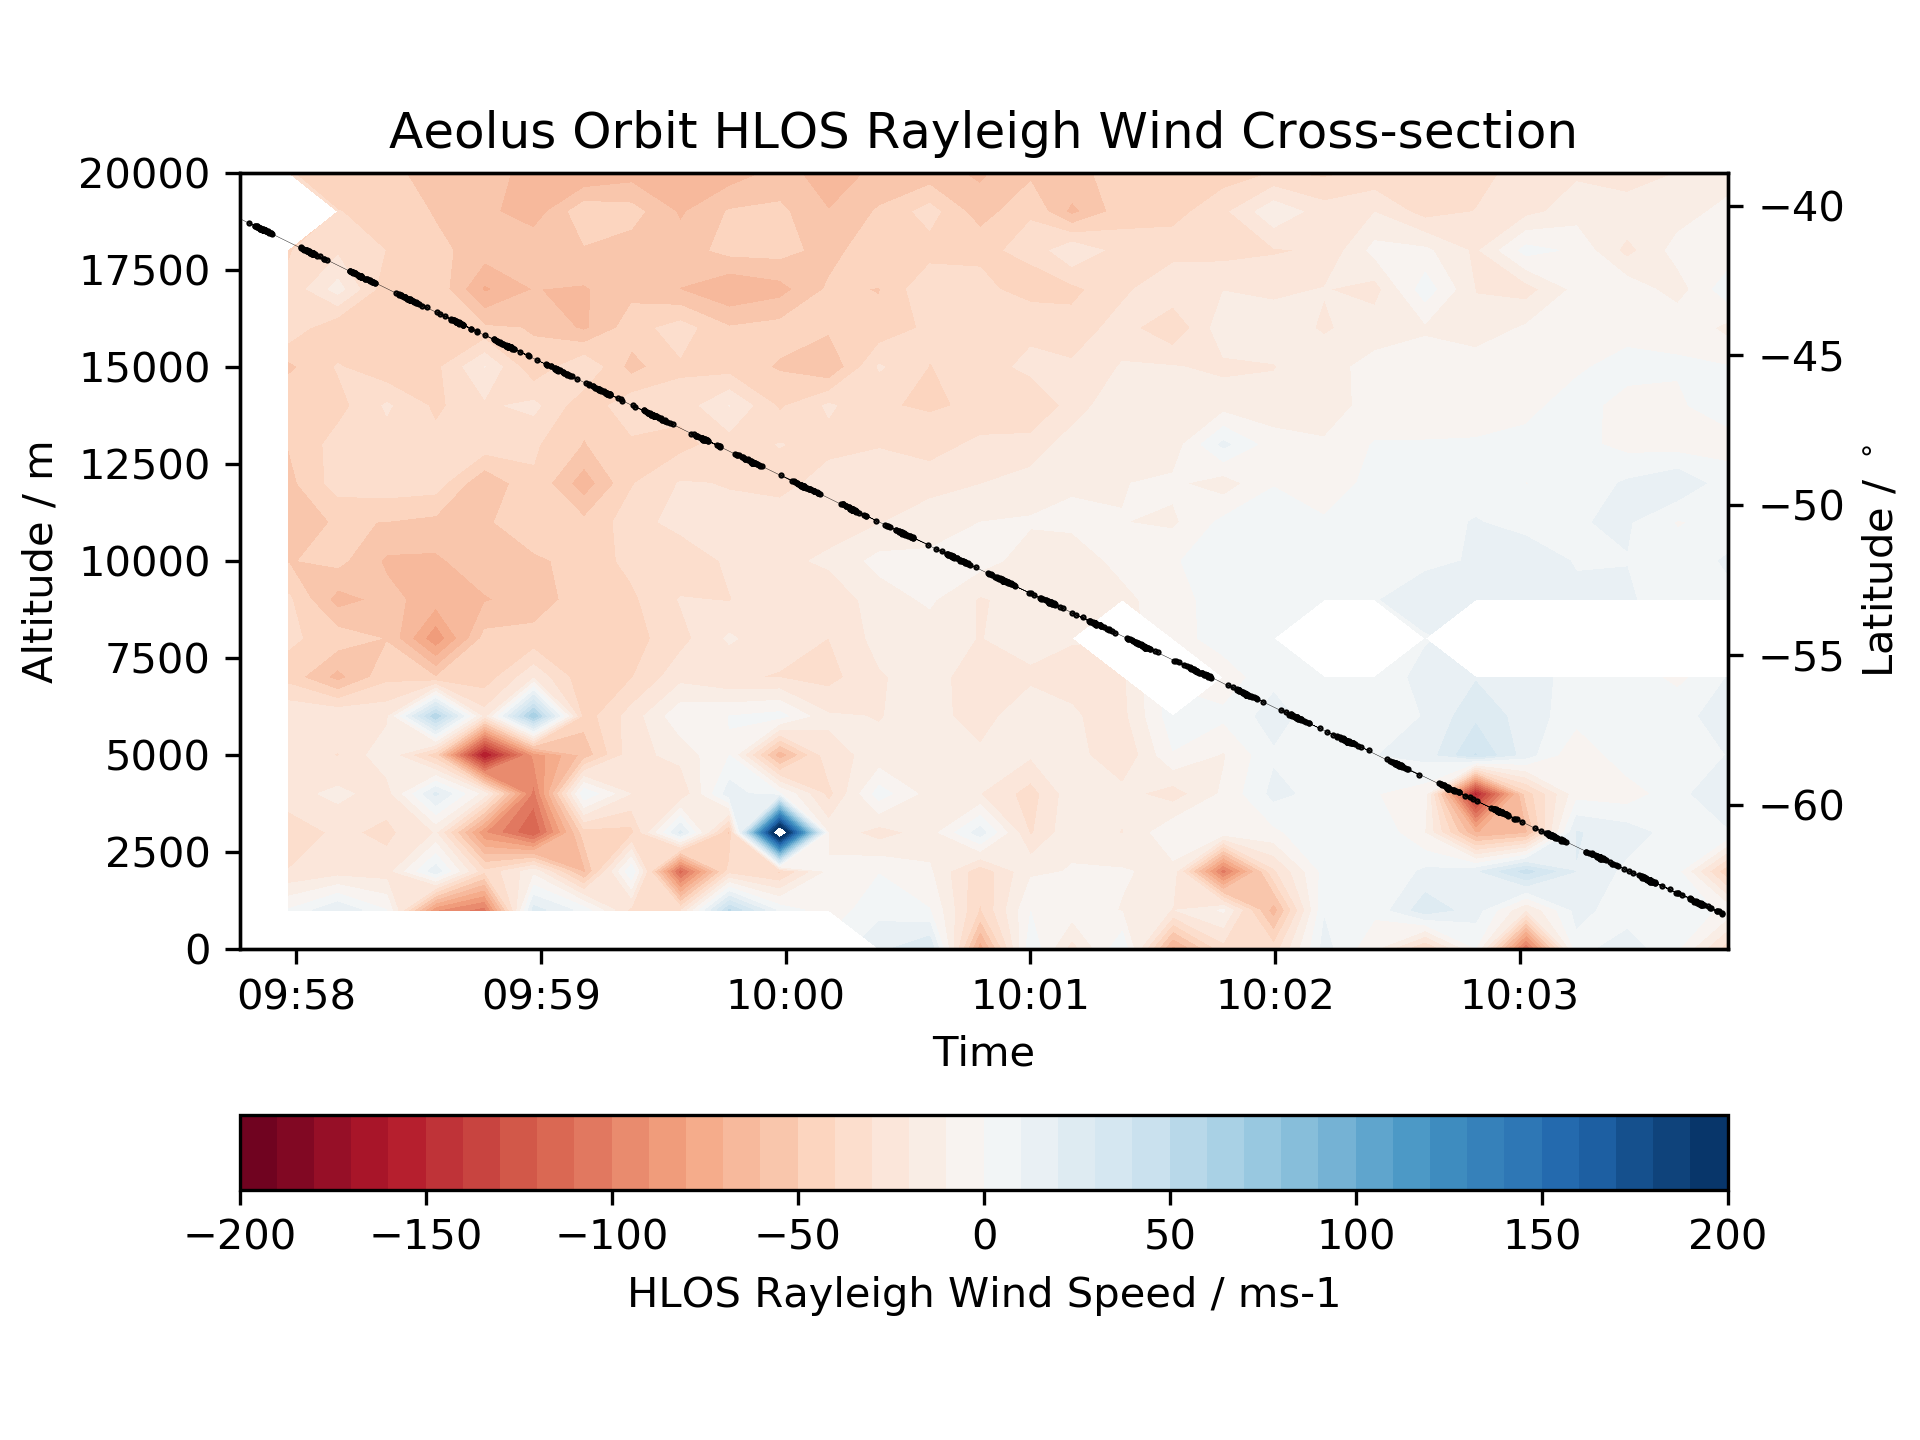 Aeolus Orbit HLOS Rayleigh Wind Cross-section
20000
17500
15000
12500
10000
7500
5000
2500
0
Altitude / m
−40
−45
−50
−55
−60
Latitude / °
09:58 09:59 10:00 10:01 10:02 10:03
Time
−200 −150 −100 −50 0 50 100 150 200
HLOS Rayleigh Wind Speed / ms-1